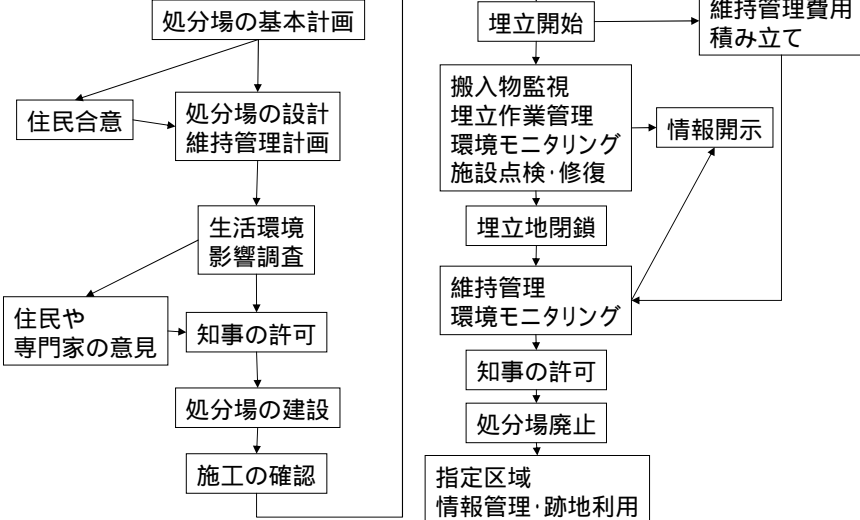 処分場の基本計画
住民合意
処分場の設計
維持管理計画
生活環境
影響調査
住民や
専門家の意見
知事の許可
処分場の建設
施工の確認
埋立開始
維持管理費用
積み立て
搬入物監視
埋立作業管理
環境モニタリング
施設点検･修復
情報開示
埋立地閉鎖
維持管理
環境モニタリング
知事の許可
処分場廃止
指定区域
情報管理･跡地利用